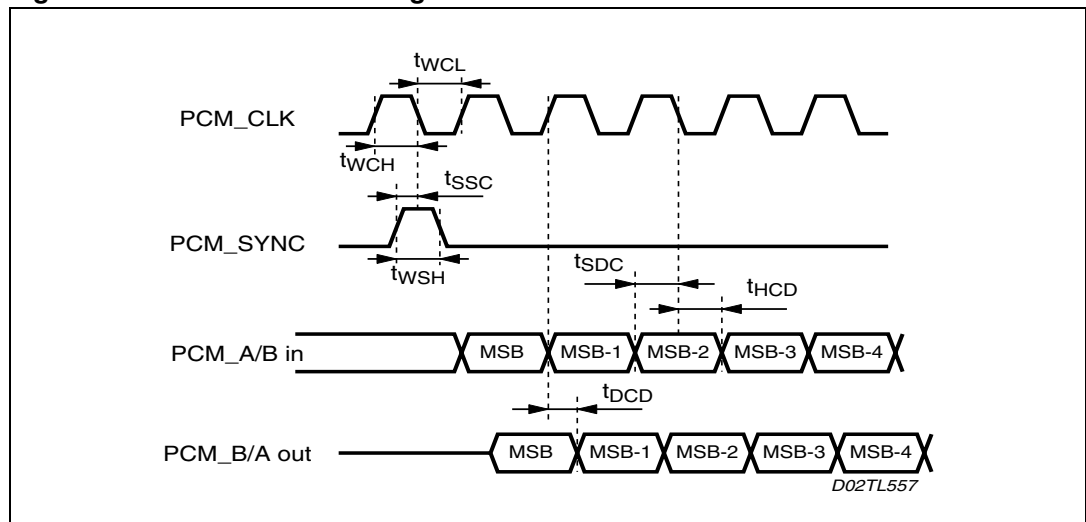 tWCL
PCM_CLK
tWCH
tSSC
PCM_SYNC
tWSH
tSDC
tHCD
PCM_A/B in
MSB MSB-1 MSB-2 MSB-3 MSB-4
tDCD
PCM_B/A out
MSB MSB-1 MSB-2 MSB-3 MSB-4
D02TL557